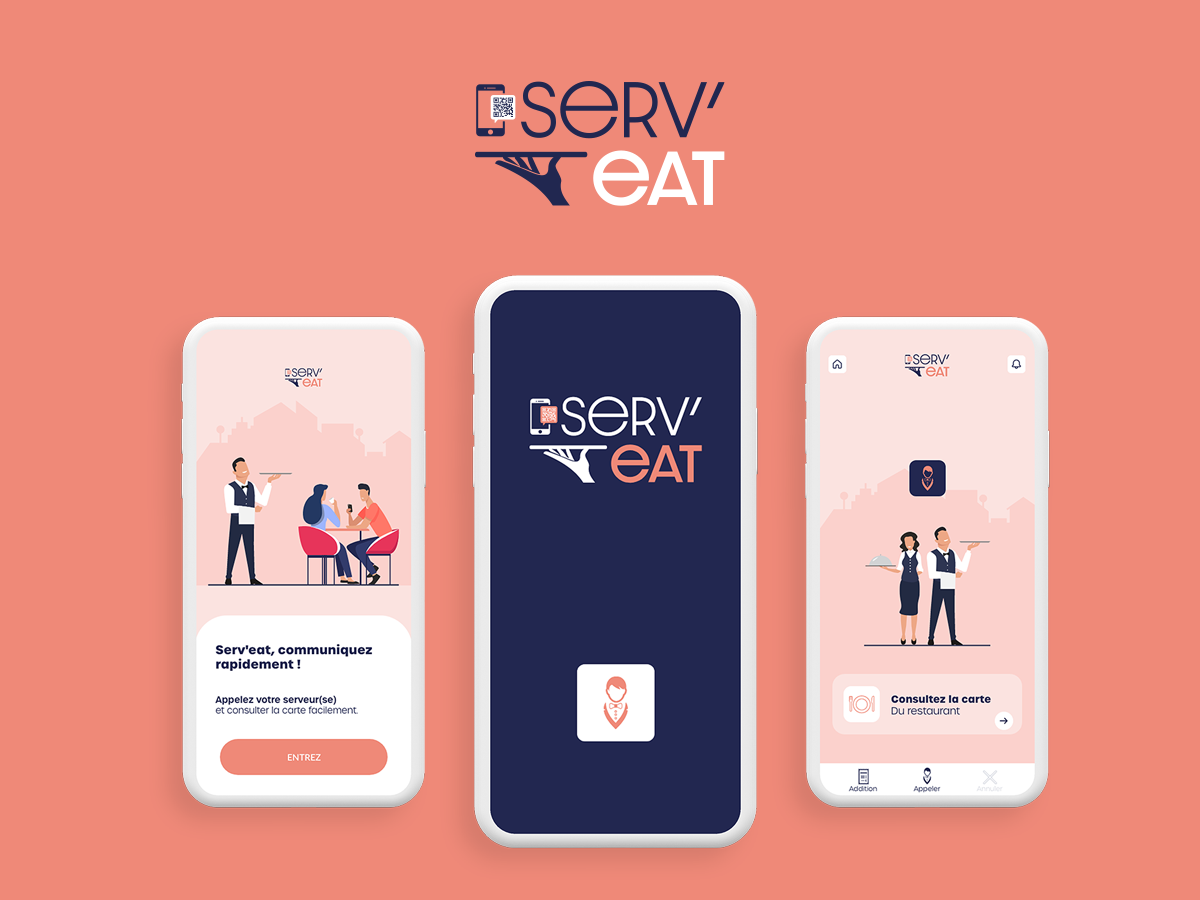 SERV'
EAT
SERV'
EAT
Serv'eat, communiquez
rapidement !
Appelez votre serveur(se)
et consulter la carte facilement.
ENTREZ
SERV'
EAT
SERV'
EAT
Consultez la carte
Du restaurant
Addition
Appeler
Annuler